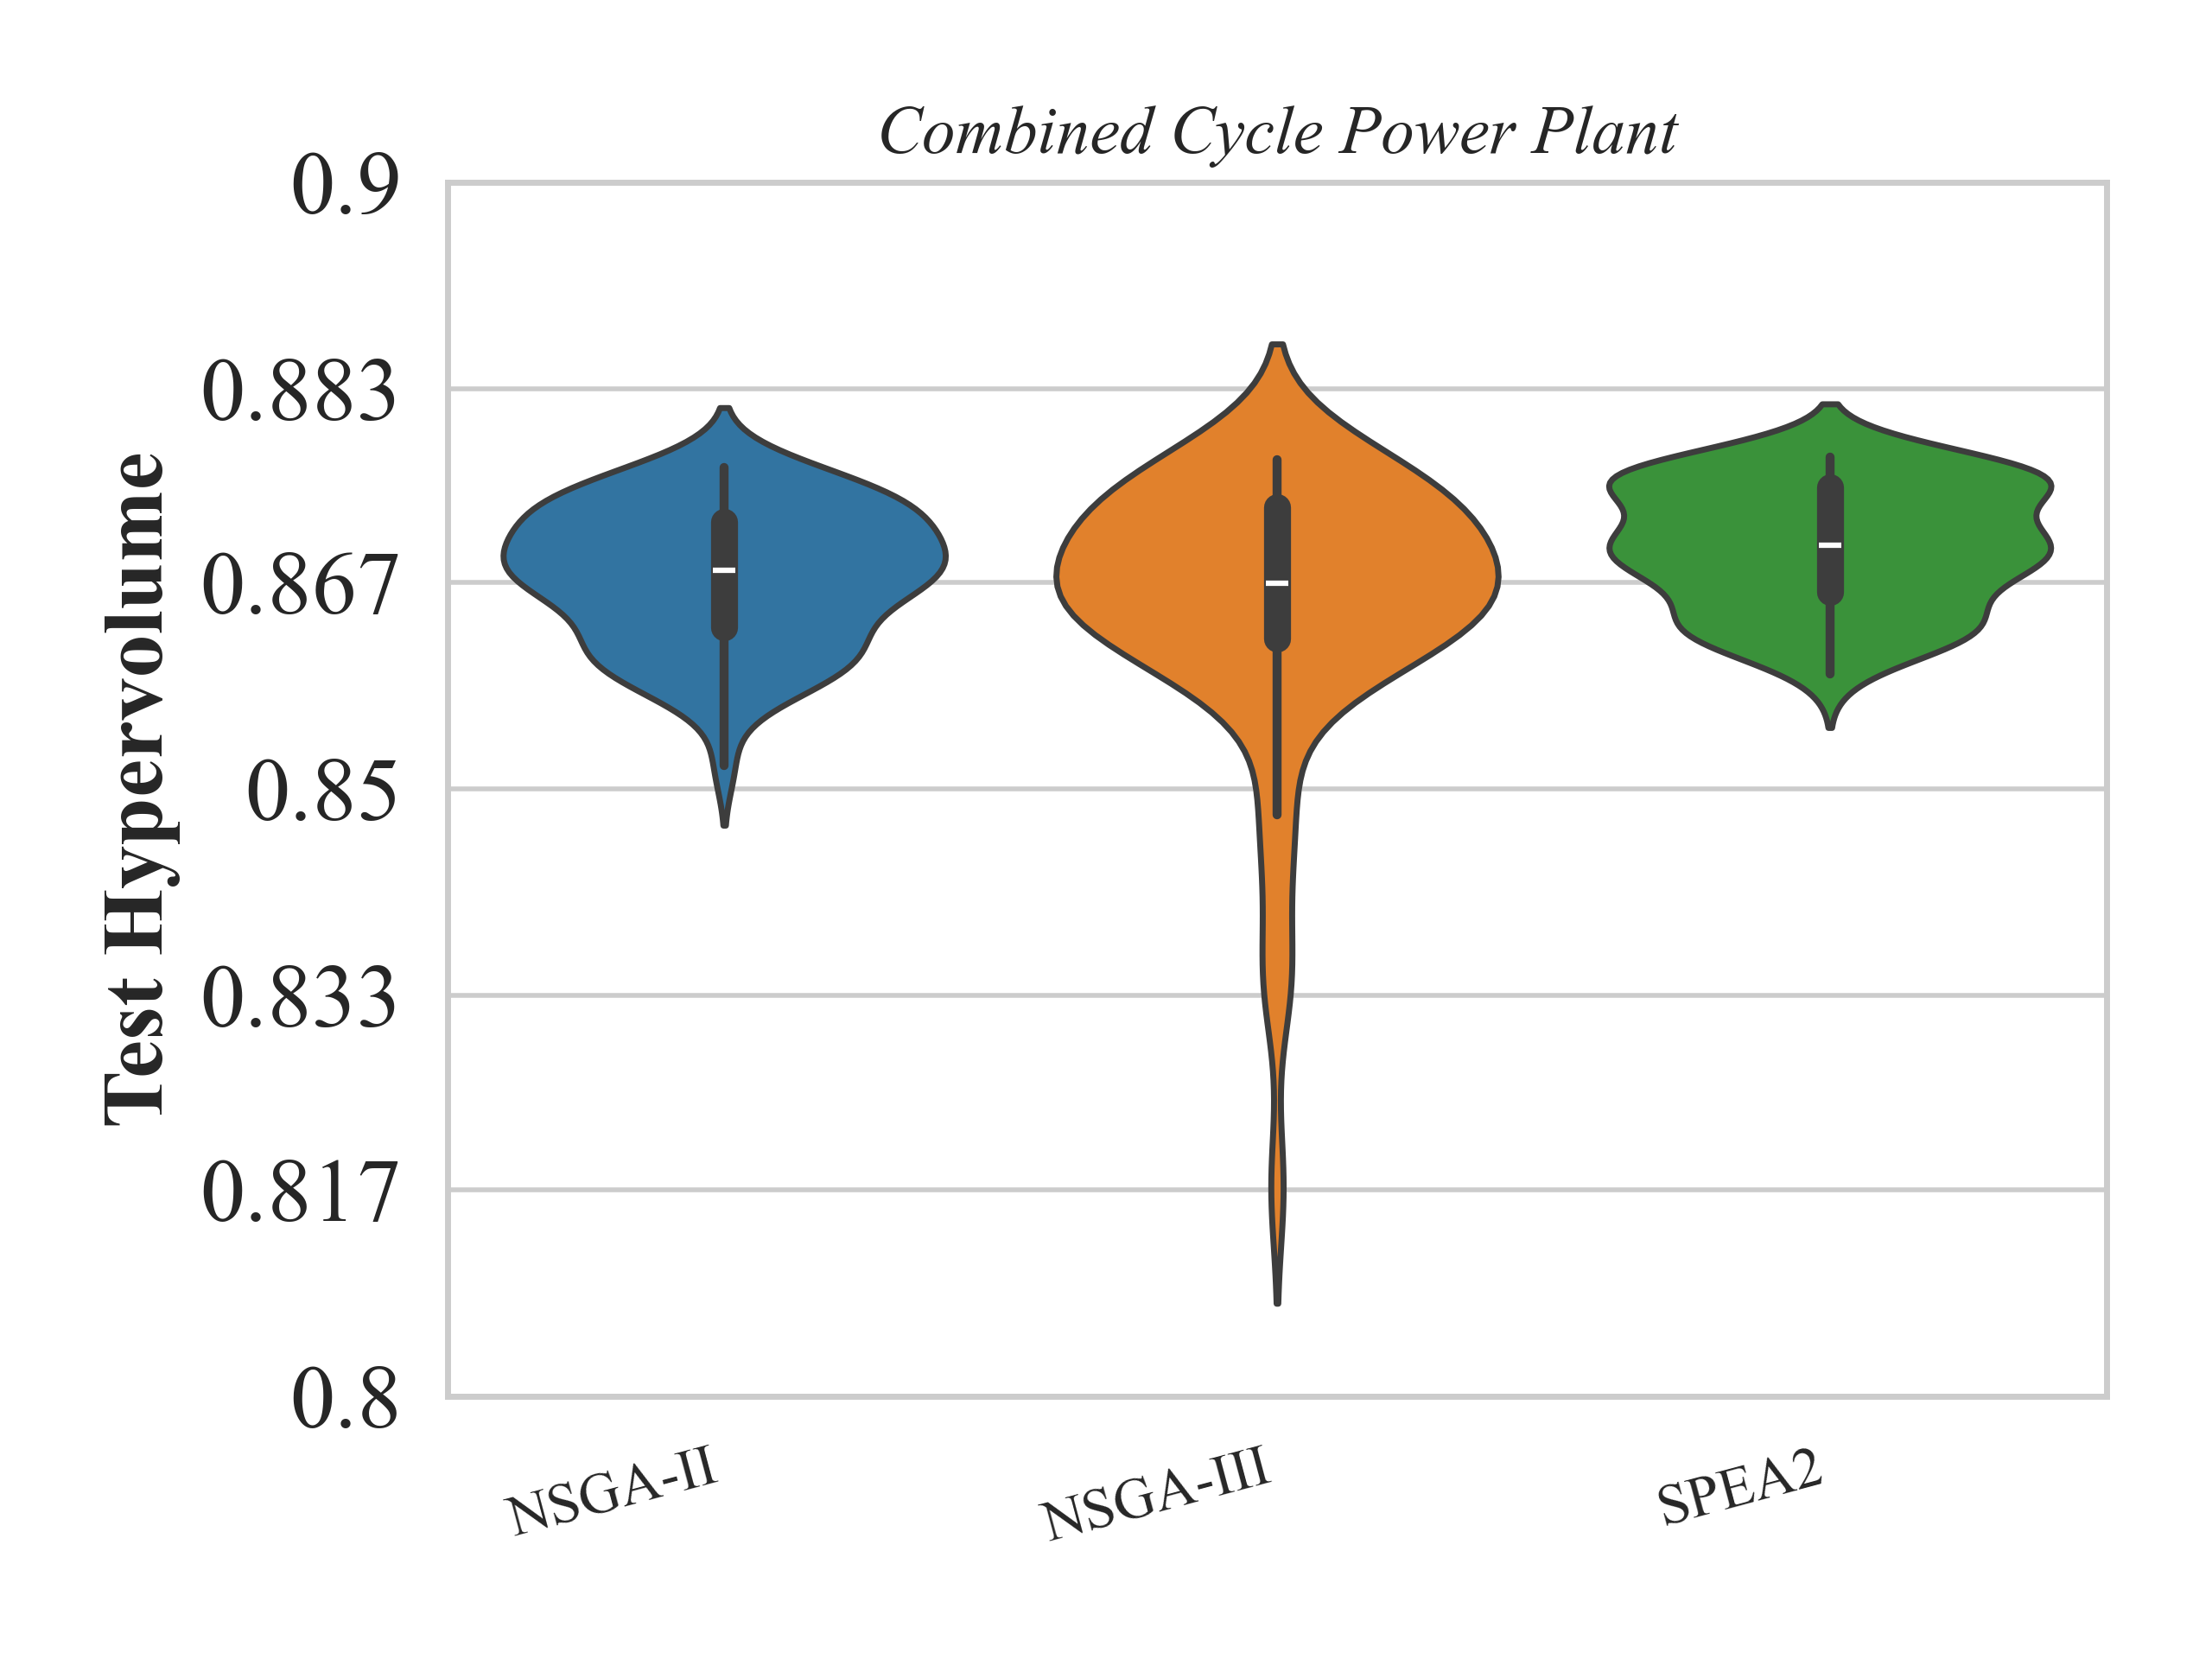 Combined Cycle Power Plant
0.9
0.883
0.867
0.85
0.833
0.817
0.8
Test Hypervolume
NSGA-II
NSGA-III
SPEA2